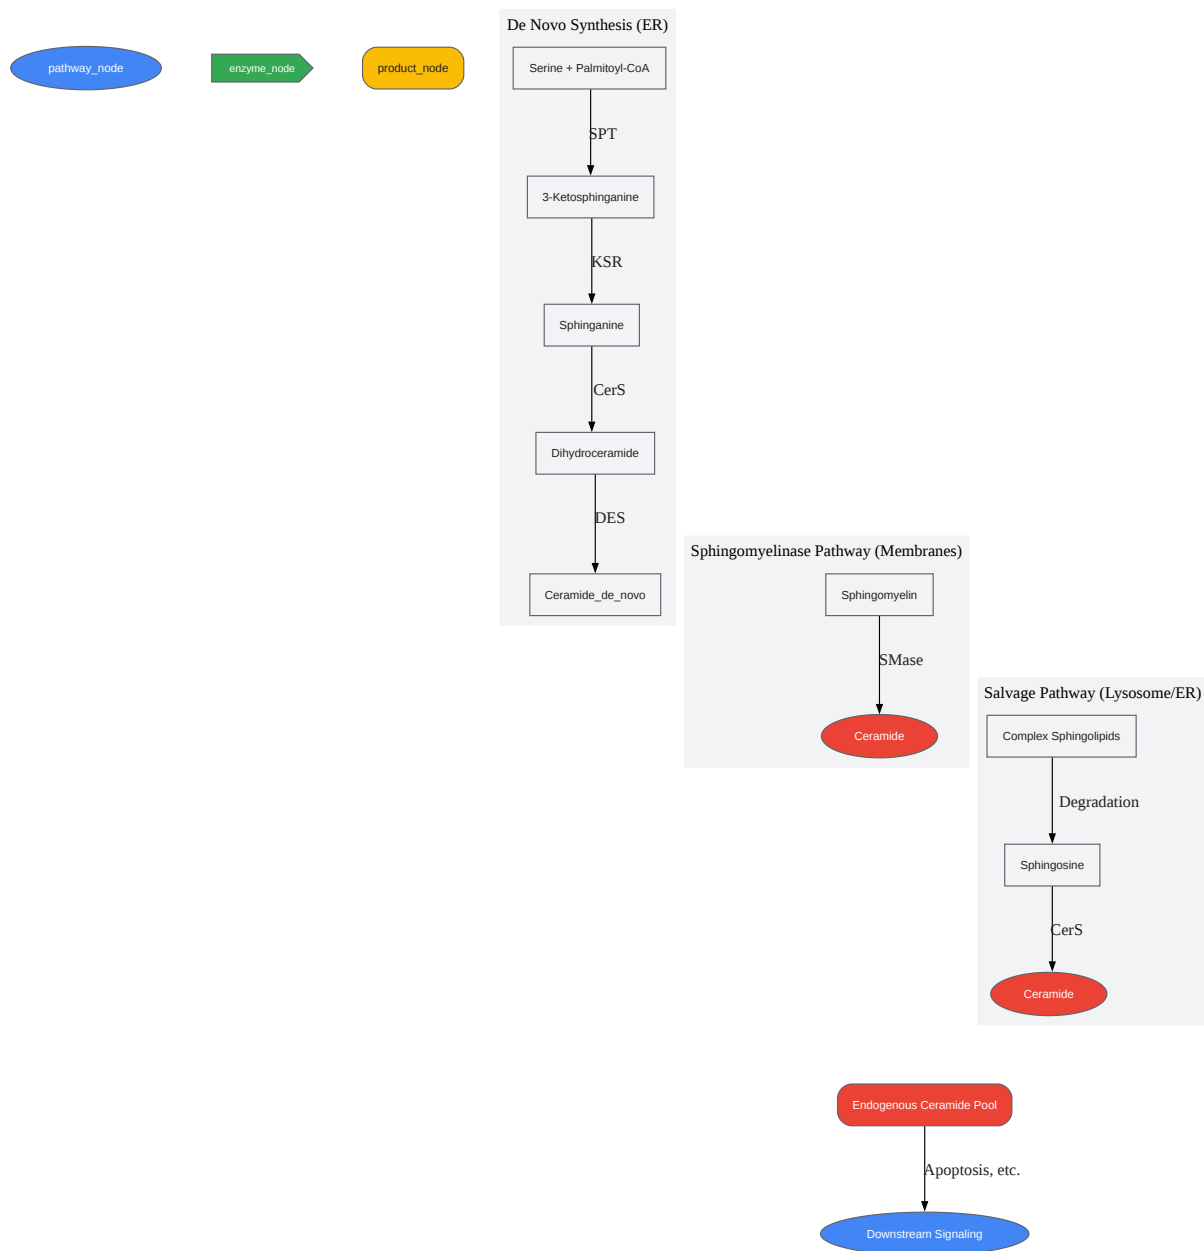 pathway_node
enzyme_node
product_node
De Novo Synthesis (ER)
Serine + Palmitoyl-CoA
SPT
3-Ketosphinganine
KSR
Sphinganine
CerS
Dihydroceramide
DES
Ceramide_de_novo
Sphingomyelinase Pathway (Membranes)
Sphingomyelin
SMase
Ceramide
Salvage Pathway (Lysosome/ER)
Complex Sphingolipids
Degradation
Sphingosine
CerS
Ceramide
Endogenous Ceramide Pool
Apoptosis, etc.
Downstream Signaling